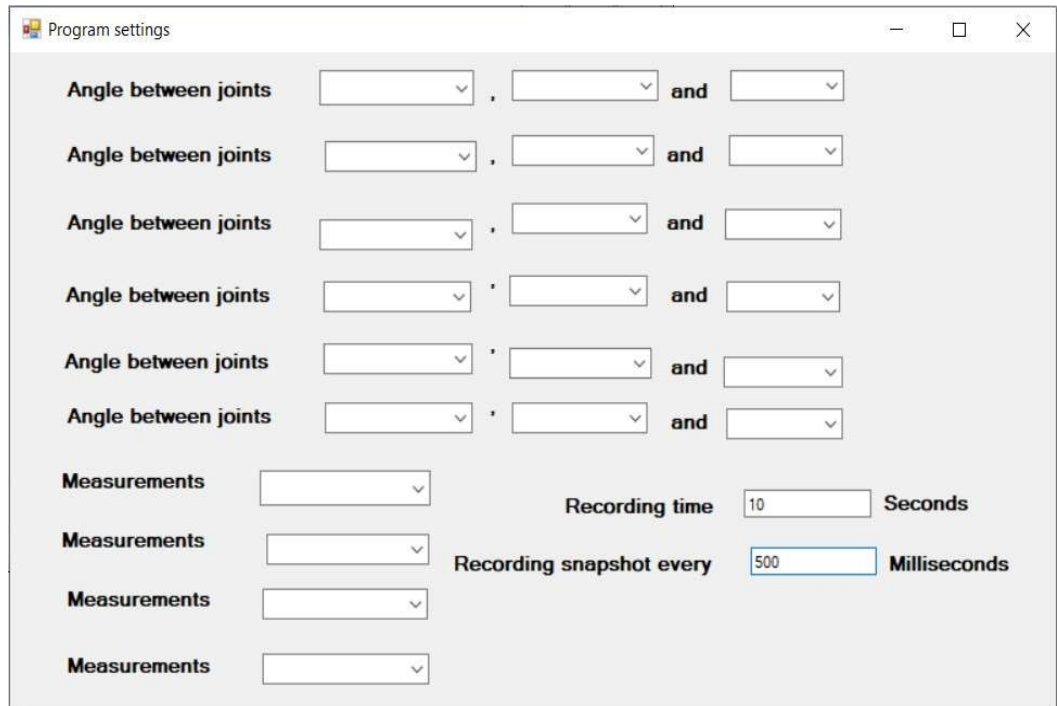 Program settings
Angle between joints , and
Angle between joints , and
Angle between joints , and
Angle between joints , and
Angle between joints , and
Angle between joints , and
Measurements
Recording time 10 Seconds
Measurements
Recording snapshot every 500 Milliseconds
Measurements
Measurements